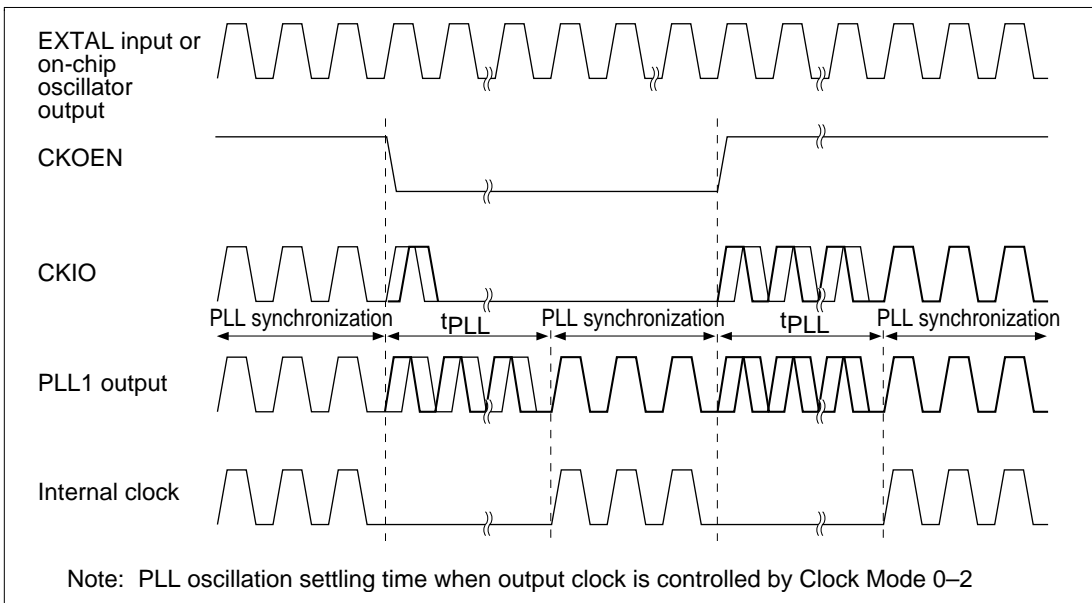 EXTAL input or
on-chip
oscillator
output
CKOEN
CKIO
PLL synchronization tPLL PLL synchronization tPLL PLL synchronization
PLL1 output
Internal clock
Note: PLL oscillation settling time when output clock is controlled by Clock Mode 0–2